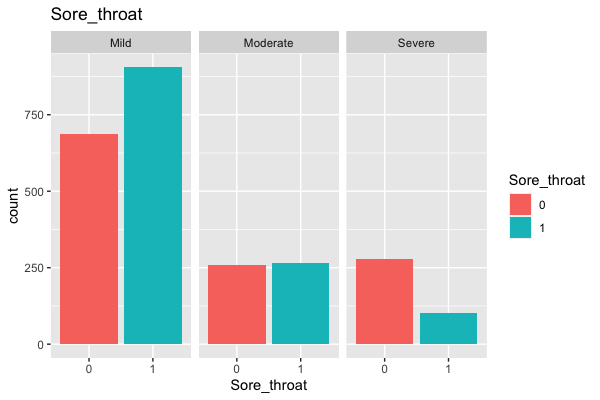 Sore_throat
Mild Moderate Severe
750
500
250
0
count
0 1 0 1 0 1
Sore_throat
Sore_throat
0
1